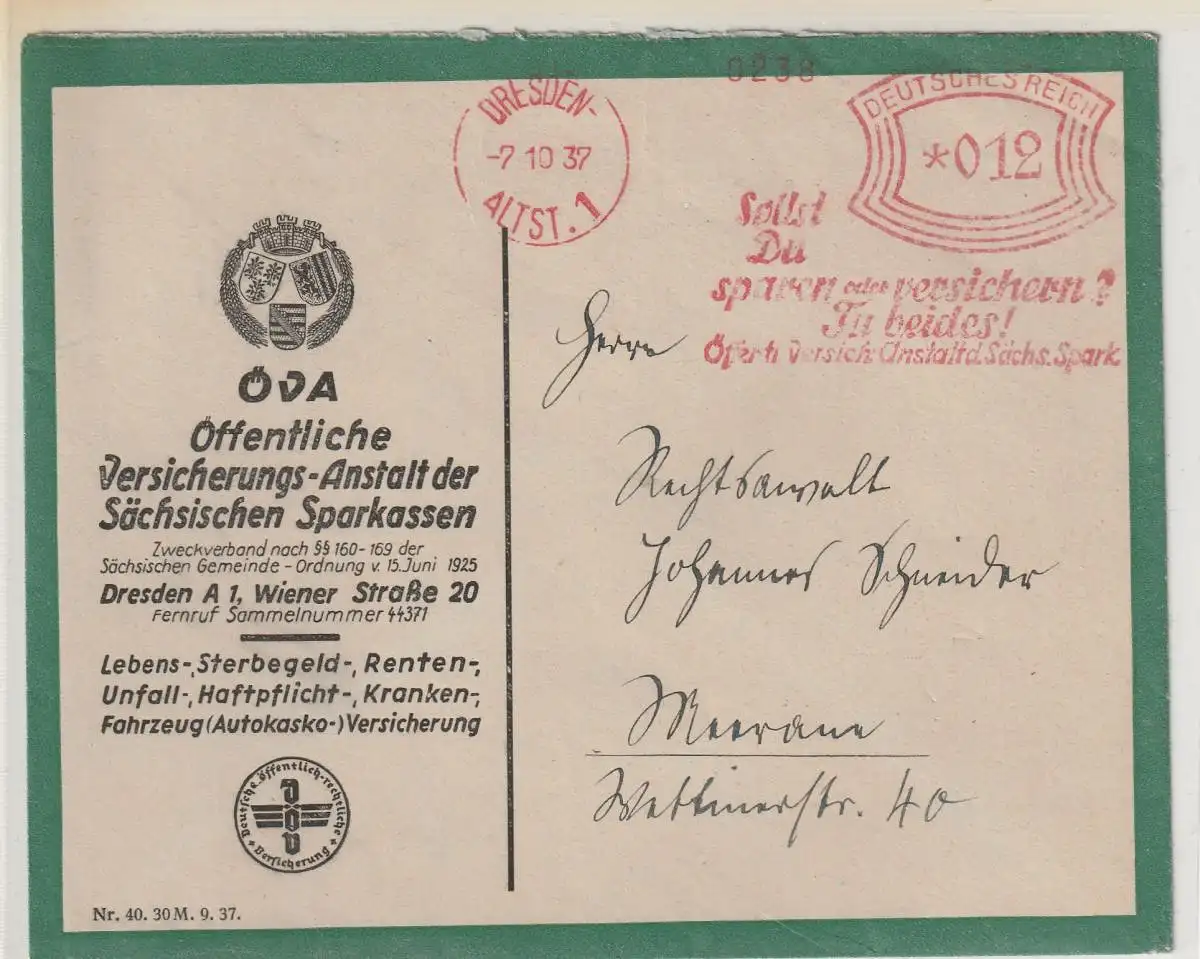 0238
DEUTSCHES REICH
*012
DRESDEN-
-7 10 37
ALTST. 1
Sollst
Du
sparen oder versichern?
Tu beides!
Öffentl. Versich. Anstalt d. Sächs. Spark.
ÖVA
Öffentliche
Versicherungs-Anstalt der
Sächsischen Sparkassen
Zweckverband nach §§ 160-169 der
Sächsischen Gemeinde-Ordnung v. 15. Juni 1925
Dresden A 1, Wiener Straße 20
Fernruf Sammelnummer 44371
Lebens-, Sterbegeld-, Renten-,
Unfall-, Haftpflicht-, Kranken-,
Fahrzeug (Autokasko-) Versicherung
Deutsche öffentlich-rechtliche
Versicherung
JÖV
Nr. 40. 30 M. 9. 37.
Herrn
Rechtsanwalt
Johannes Schneider
Meerane
Wettinerstr. 40